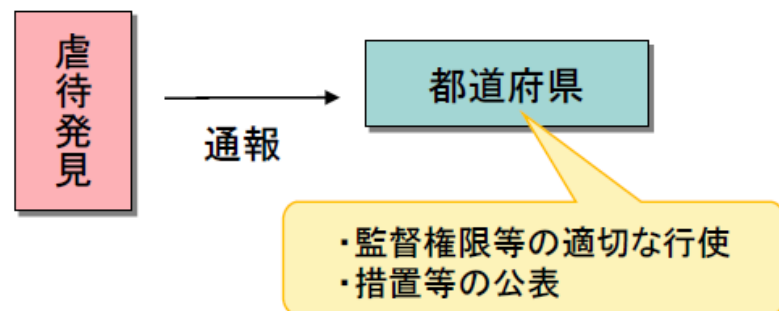 虐待発見
通報
都道府県
・監督権限等の適切な行使
・措置等の公表